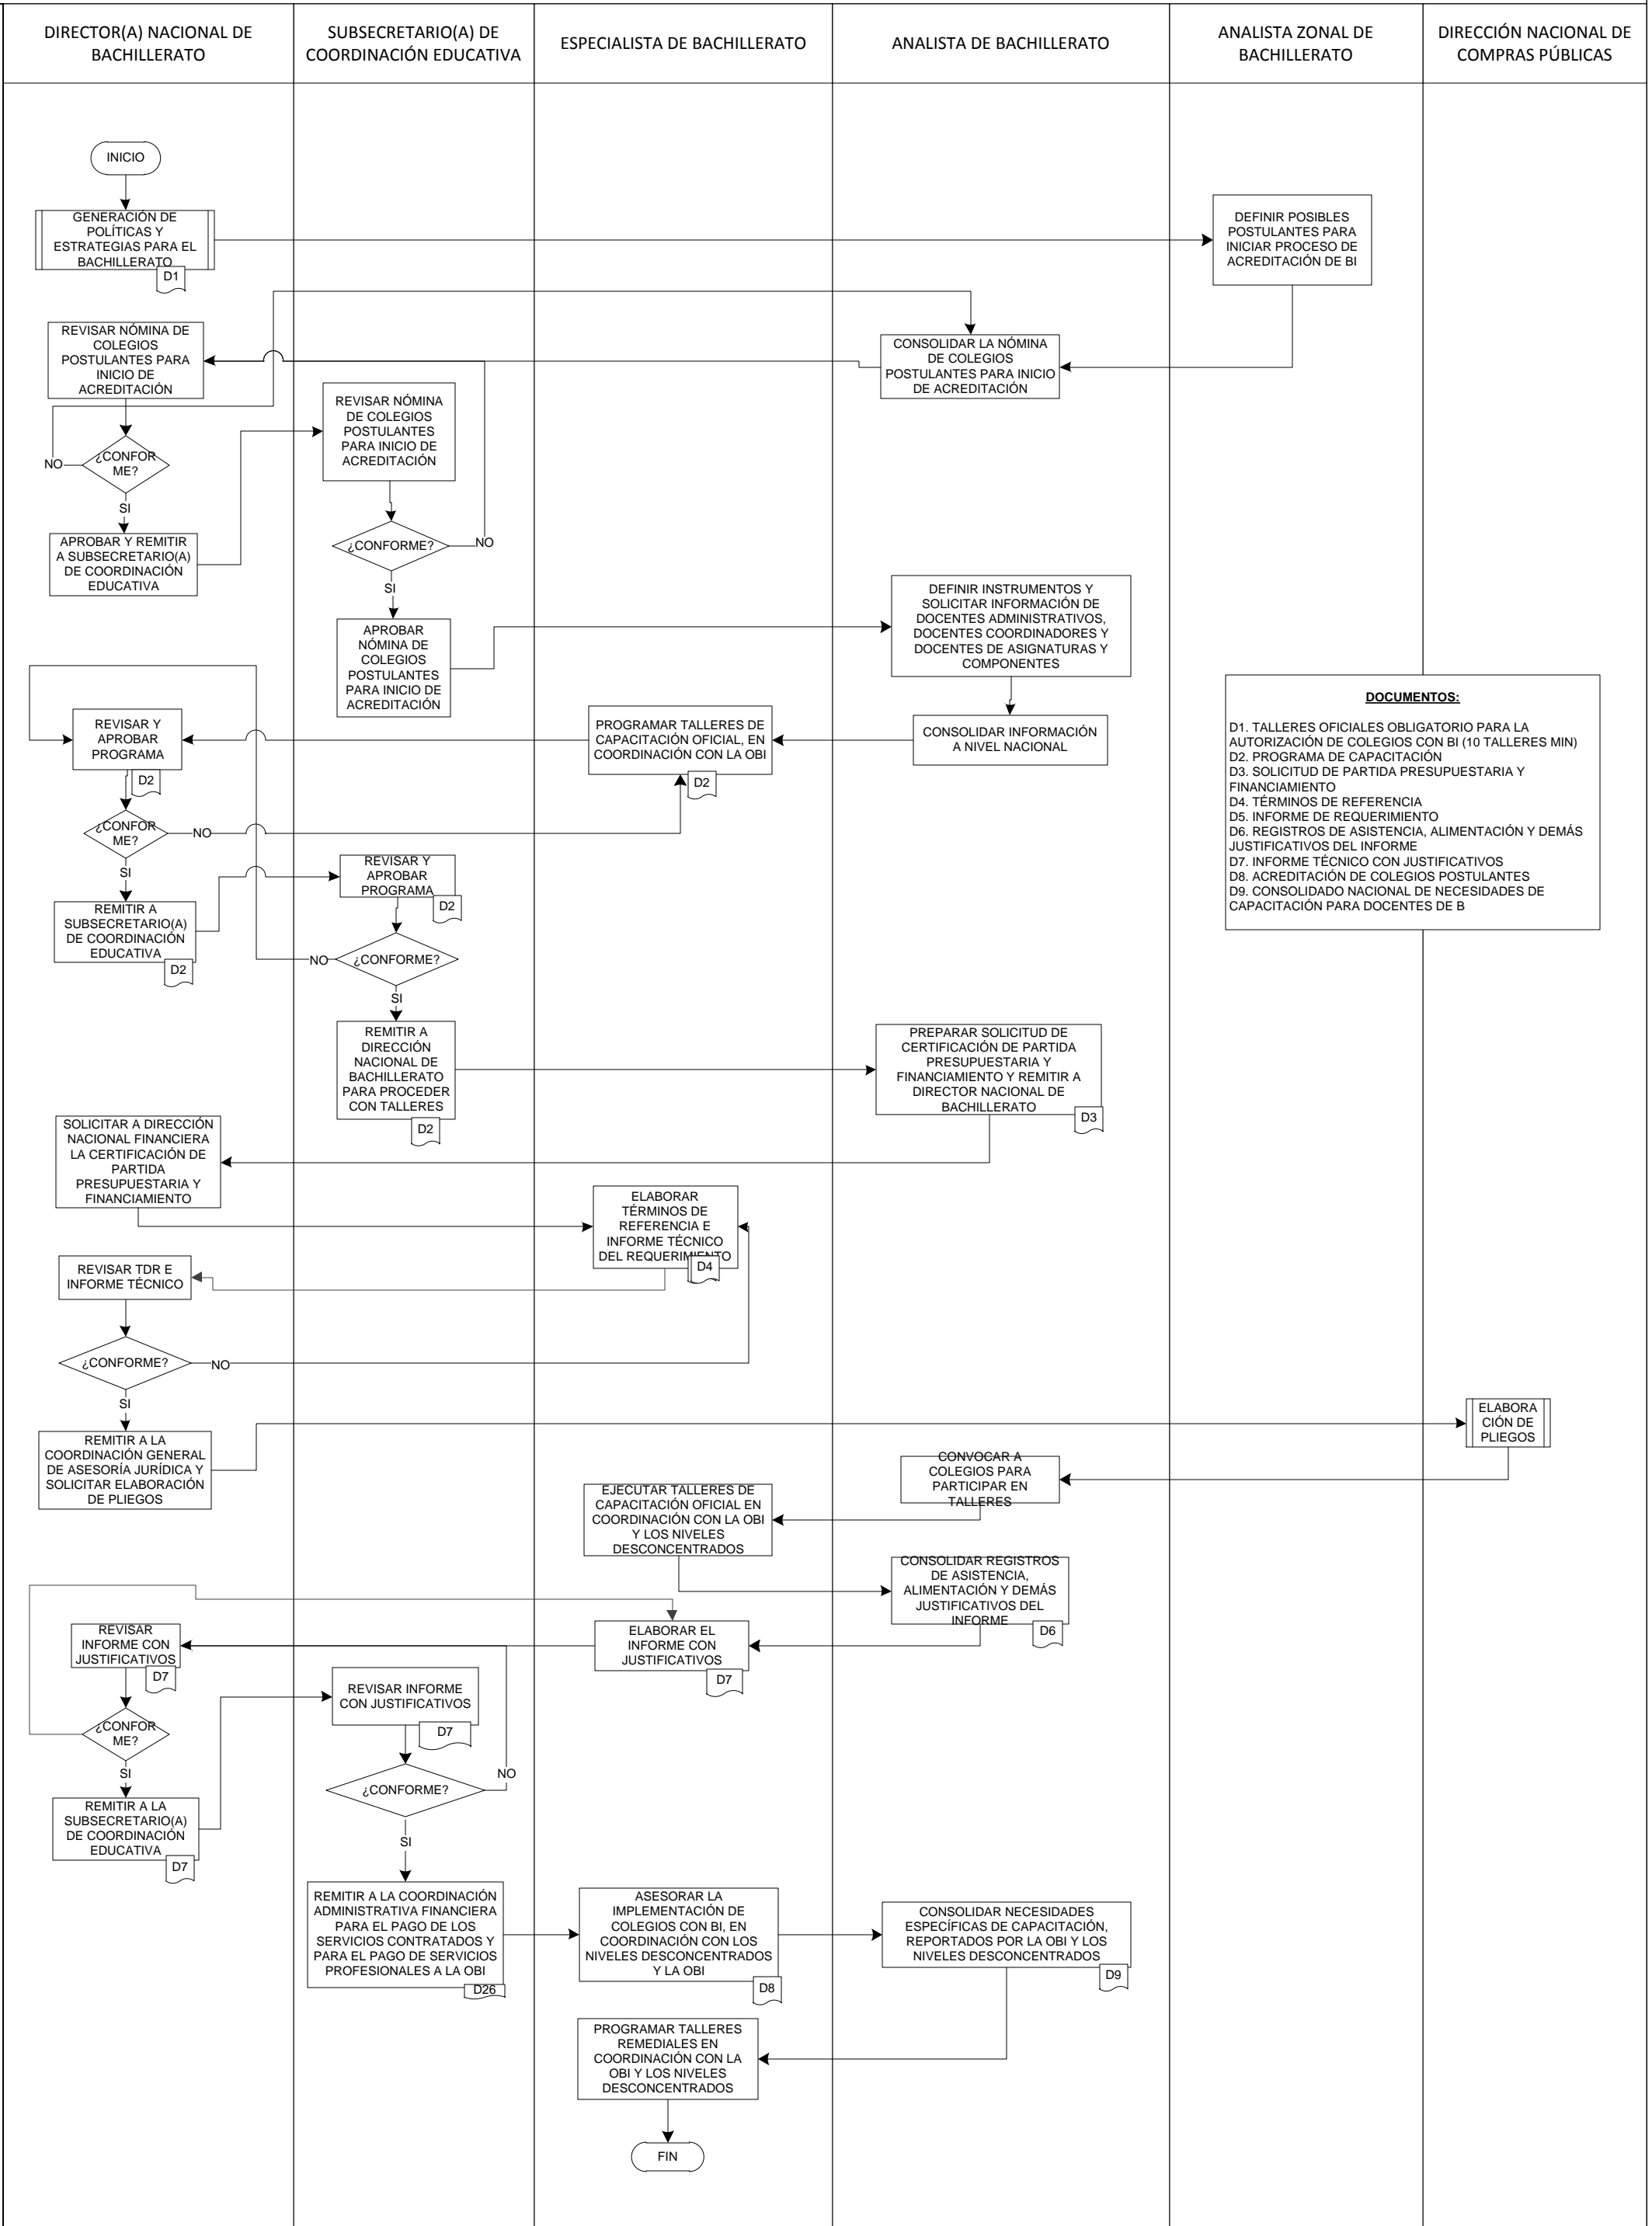 DIRECTOR(A) NACIONAL DE
BACHILLERATO
SUBSECRETARIO(A) DE
COORDINACIÓN EDUCATIVA
ESPECIALISTA DE BACHILLERATO
ANALISTA DE BACHILLERATO
ANALISTA ZONAL DE
BACHILLERATO
DIRECCIÓN NACIONAL DE
COMPRAS PÚBLICAS
INICIO
GENERACIÓN DE
POLÍTICAS Y
ESTRATEGIAS PARA EL
BACHILLERATO
D1
DEFINIR POSIBLES
POSTULANTES PARA
INICIAR PROCESO DE
ACREDITACIÓN DE BI
CONSOLIDAR LA NÓMINA
DE COLEGIOS
POSTULANTES PARA INICIO
DE ACREDITACIÓN
REVISAR NÓMINA DE
COLEGIOS
POSTULANTES PARA
INICIO DE
ACREDITACIÓN
¿CONFOR
ME?
NO
SI
APROBAR Y REMITIR
A SUBSECRETARIO(A)
DE COORDINACIÓN
EDUCATIVA
REVISAR NÓMINA
DE COLEGIOS
POSTULANTES
PARA INICIO DE
ACREDITACIÓN
¿CONFORME?
NO
SI
APROBAR
NÓMINA DE
COLEGIOS
POSTULANTES
PARA INICIO DE
ACREDITACIÓN
DEFINIR INSTRUMENTOS Y
SOLICITAR INFORMACIÓN DE
DOCENTES ADMINISTRATIVOS,
DOCENTES COORDINADORES Y
DOCENTES DE ASIGNATURAS Y
COMPONENTES
CONSOLIDAR INFORMACIÓN
A NIVEL NACIONAL
PROGRAMAR TALLERES DE
CAPACITACIÓN OFICIAL, EN
COORDINACIÓN CON LA OBI
D2
REVISAR Y
APROBAR
PROGRAMA
D2
¿CONFOR
ME?
NO
SI
REMITIR A
SUBSECRETARIO(A)
DE COORDINACIÓN
EDUCATIVA
D2
REVISAR Y
APROBAR
PROGRAMA
D2
¿CONFORME?
NO
SI
REMITIR A
DIRECCIÓN
NACIONAL DE
BACHILLERATO
PARA PROCEDER
CON TALLERES
D2
DOCUMENTOS:
D1. TALLERES OFICIALES OBLIGATORIO PARA LA
AUTORIZACIÓN DE COLEGIOS CON BI (10 TALLERES MIN)
D2. PROGRAMA DE CAPACITACIÓN
D3. SOLICITUD DE PARTIDA PRESUPUESTARIA Y
FINANCIAMIENTO
D4. TÉRMINOS DE REFERENCIA
D5. INFORME DE REQUERIMIENTO
D6. REGISTROS DE ASISTENCIA, ALIMENTACIÓN Y DEMÁS
JUSTIFICATIVOS DEL INFORME
D7. INFORME TÉCNICO CON JUSTIFICATIVOS
D8. ACREDITACIÓN DE COLEGIOS POSTULANTES
D9. CONSOLIDADO NACIONAL DE NECESIDADES DE
CAPACITACIÓN PARA DOCENTES DE B
PREPARAR SOLICITUD DE
CERTIFICACIÓN DE PARTIDA
PRESUPUESTARIA Y
FINANCIAMIENTO Y REMITIR A
DIRECTOR NACIONAL DE
BACHILLERATO
D3
SOLICITAR A DIRECCIÓN
NACIONAL FINANCIERA
LA CERTIFICACIÓN DE
PARTIDA
PRESUPUESTARIA Y
FINANCIAMIENTO
ELABORAR
TÉRMINOS DE
REFERENCIA E
INFORME TÉCNICO
DEL REQUERIMIENTO
D4
REVISAR TDR E
INFORME TÉCNICO
¿CONFORME?
NO
SI
REMITIR A LA
COORDINACIÓN GENERAL
DE ASESORÍA JURÍDICA Y
SOLICITAR ELABORACIÓN
DE PLIEGOS
ELABORA
CIÓN DE
PLIEGOS
CONVOCAR A
COLEGIOS PARA
PARTICIPAR EN
TALLERES
EJECUTAR TALLERES DE
CAPACITACIÓN OFICIAL EN
COORDINACIÓN CON LA OBI
Y LOS NIVELES
DESCONCENTRADOS
CONSOLIDAR REGISTROS
DE ASISTENCIA,
ALIMENTACIÓN Y DEMÁS
JUSTIFICATIVOS DEL
INFORME
D6
ELABORAR EL
INFORME CON
JUSTIFICATIVOS
D7
REVISAR
INFORME CON
JUSTIFICATIVOS
D7
¿CONFOR
ME?
SI
REMITIR A LA
SUBSECRETARIO(A)
DE COORDINACIÓN
EDUCATIVA
D7
REVISAR INFORME
CON JUSTIFICATIVOS
D7
¿CONFORME?
NO
SI
REMITIR A LA COORDINACIÓN
ADMINISTRATIVA FINANCIERA
PARA EL PAGO DE LOS
SERVICIOS CONTRATADOS Y
PARA EL PAGO DE SERVICIOS
PROFESIONALES A LA OBI
D26
ASESORAR LA
IMPLEMENTACIÓN DE
COLEGIOS CON BI, EN
COORDINACIÓN CON LOS
NIVELES DESCONCENTRADOS
Y LA OBI
D8
CONSOLIDAR NECESIDADES
ESPECÍFICAS DE CAPACITACIÓN,
REPORTADOS POR LA OBI Y LOS
NIVELES DESCONCENTRADOS
D9
PROGRAMAR TALLERES
REMEDIALES EN
COORDINACIÓN CON LA
OBI Y LOS NIVELES
DESCONCENTRADOS
FIN